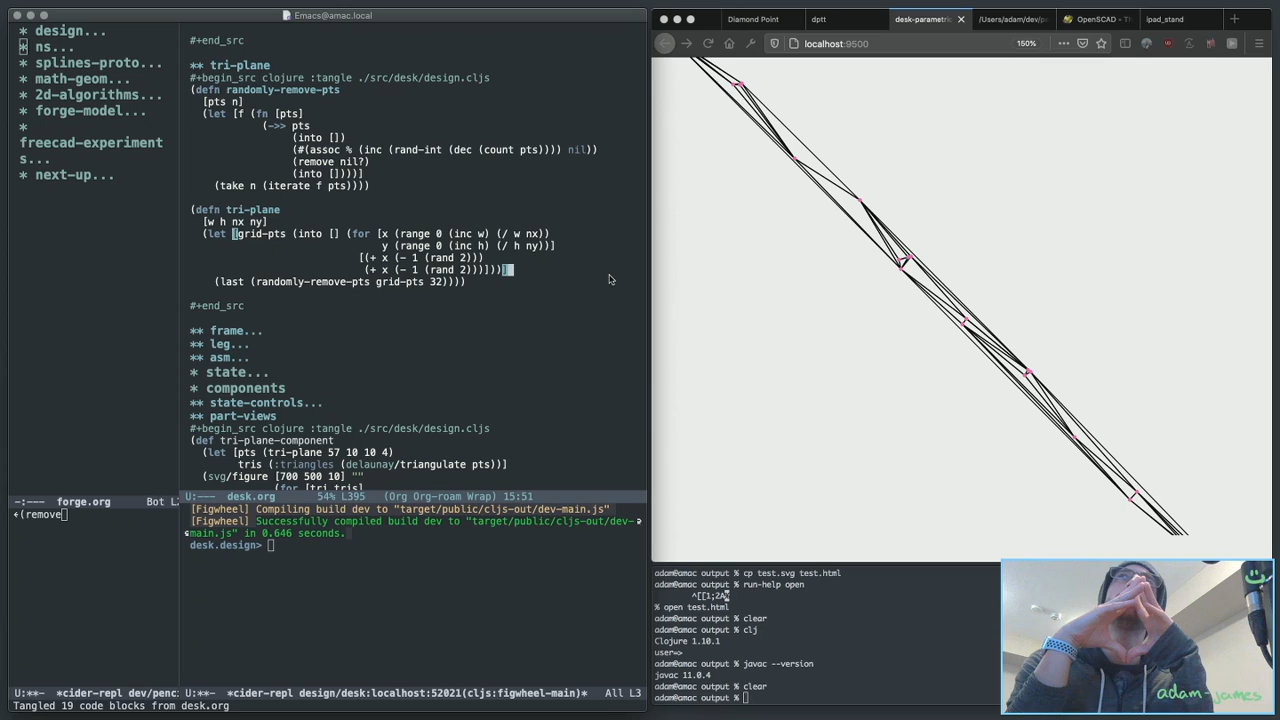 Emacs@amac.local
* design...
* ns...
* splines-proto...
* math-geom...
* 2d-algorithms...
* forge-model...
*
freecad-experiment
s...
* next-up...
-:--- forge.org Bot L
(remove
#+end_src
** tri-plane
#+begin_src clojure :tangle ./src/desk/design.cljs
(defn randomly-remove-pts
[pts n]
(let [f (fn [pts]
(->> pts
(into [])
(#(assoc % (inc (rand-int (dec (count pts)))) nil))
(remove nil?)
(into [])))]
(take n (iterate f pts))))
(defn tri-plane
[w h nx ny]
(let [grid-pts (into [] (for [x (range 0 (inc w) (/ w nx))
y (range 0 (inc h) (/ h ny))]
[(+ x (- 1 (rand 2)))
(+ x (- 1 (rand 2)))]))]
(last (randomly-remove-pts grid-pts 32))))
#+end_src
** frame...
** leg...
** asm...
* state...
* components
** state-controls...
** part-views
#+begin_src clojure :tangle ./src/desk/design.cljs
(def tri-plane-component
(let [pts (tri-plane 57 10 10 4)
tris (:triangles (delaunay/triangulate pts))]
(svg/figure [700 500 10] ""
(for [tri tris]
U:--- desk.org 54% L395 (Org Org-roam Wrap) 15:51
[Figwheel] Compiling build dev to "target/public/cljs-out/dev-main.js"
[Figwheel] Successfully compiled build dev to "target/public/cljs-out/dev-
main.js" in 0.646 seconds.
desk.design>
U:**- *cider-repl dev/penc
U:**- *cider-repl design/desk:localhost:52021(cljs:figwheel-main)* All L3
Tangled 19 code blocks from desk.org
Diamond Point
dptt
desk-parametric
/Users/adam/dev/pe
OpenSCAD - Th
ipad_stand
localhost:9500
150%
adam@amac output % cp test.svg test.html
adam@amac output % run-help open
^[[1;2A
% open test.html
adam@amac output % clear
adam@amac output % clj
Clojure 1.10.1
user=>
adam@amac output % javac --version
javac 11.0.4
adam@amac output % clear
adam@amac output %
adam-james